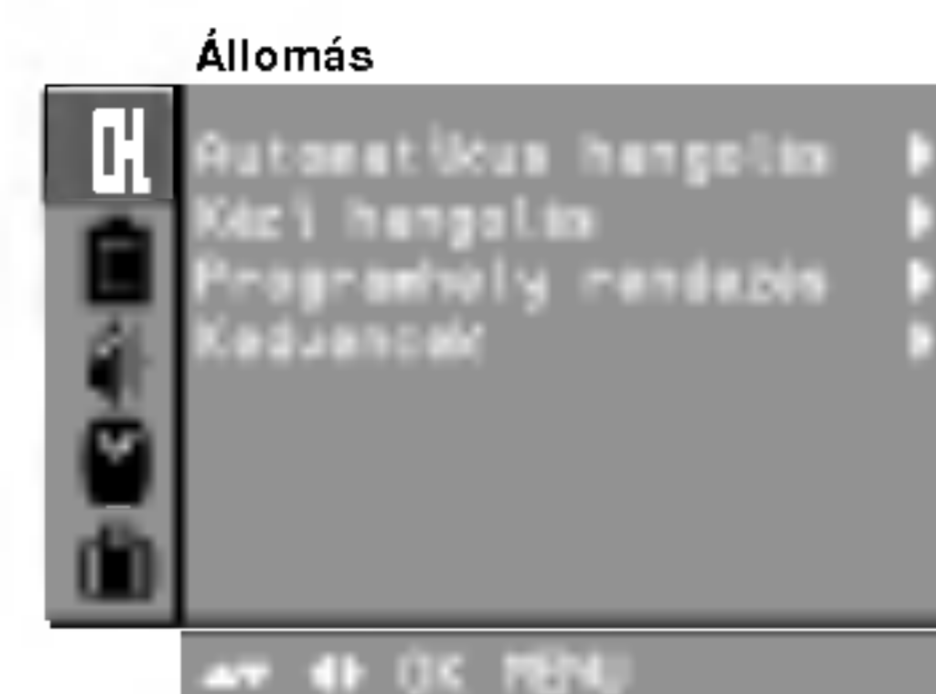 Állomás
CH
Automatikus hangolás ▶
Kézi hangolás ▶
Programhely rendezés ▶
Kedvencek ▶
▲▼ ◀▶ OK MENU